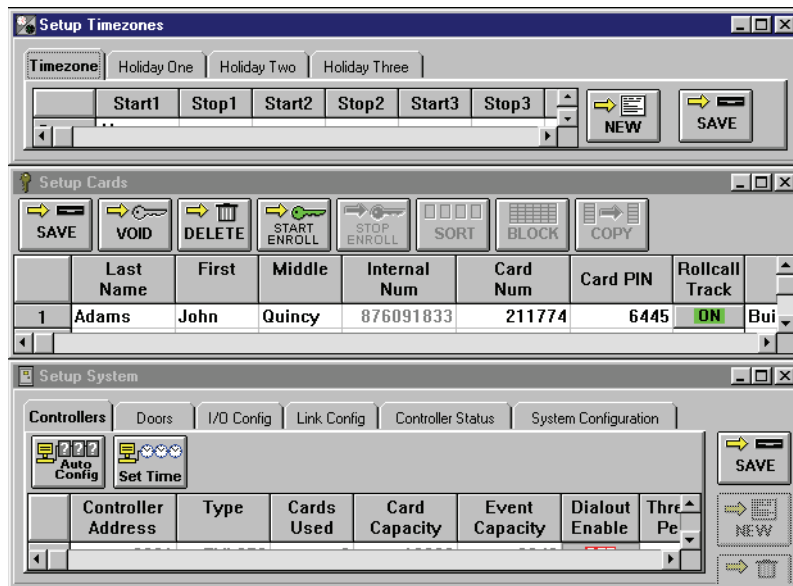 Setup Timezones
Timezone Holiday One Holiday Two Holiday Three
Start1 Stop1 Start2 Stop2 Start3 Stop3
NEW SAVE
Setup Cards
SAVE VOID DELETE START ENROLL STOP ENROLL SORT BLOCK COPY
Last Name First Middle Internal Num Card Num Card PIN Rollcall Track
1 Adams John Quincy 876091833 211774 6445 ON Bui
Setup System
Controllers Doors I/O Config Link Config Controller Status System Configuration
??? Auto Config Set Time SAVE
Controller Address Type Cards Used Card Capacity Event Capacity Dialout Enable Thre Pe
NEW